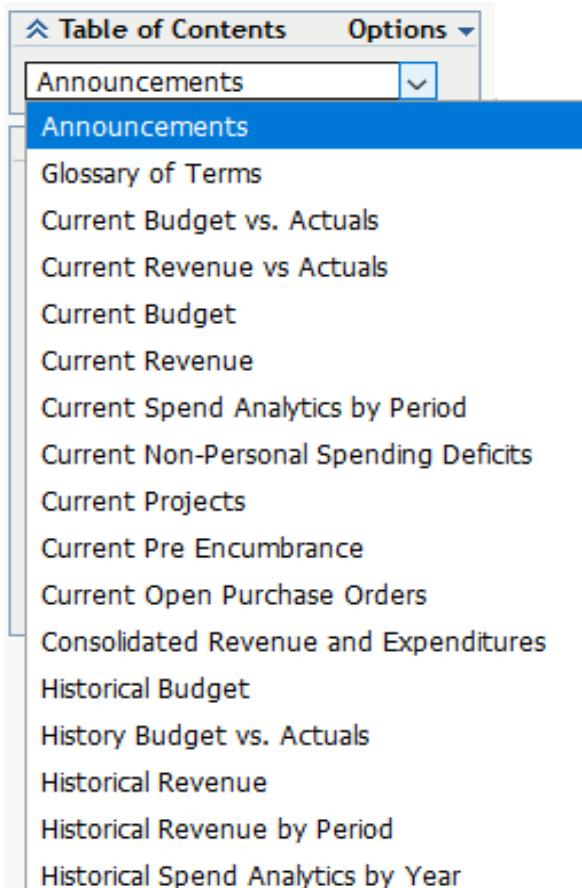 Table of Contents Options
Announcements
Announcements
Glossary of Terms
Current Budget vs. Actuals
Current Revenue vs Actuals
Current Budget
Current Revenue
Current Spend Analytics by Period
Current Non-Personal Spending Deficits
Current Projects
Current Pre Encumbrance
Current Open Purchase Orders
Consolidated Revenue and Expenditures
Historical Budget
History Budget vs. Actuals
Historical Revenue
Historical Revenue by Period
Historical Spend Analytics by Year